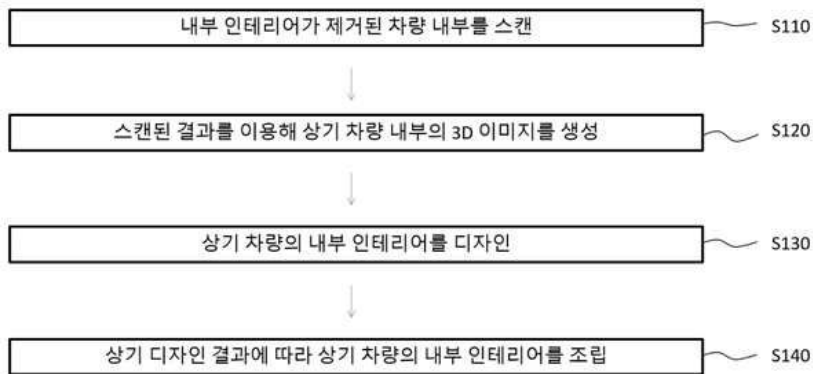 내부 인테리어가 제거된 차량 내부를 스캔 S110
스캔된 결과를 이용해 상기 차량 내부의 3D 이미지를 생성 S120
상기 차량의 내부 인테리어를 디자인 S130
상기 디자인 결과에 따라 상기 차량의 내부 인테리어를 조립 S140